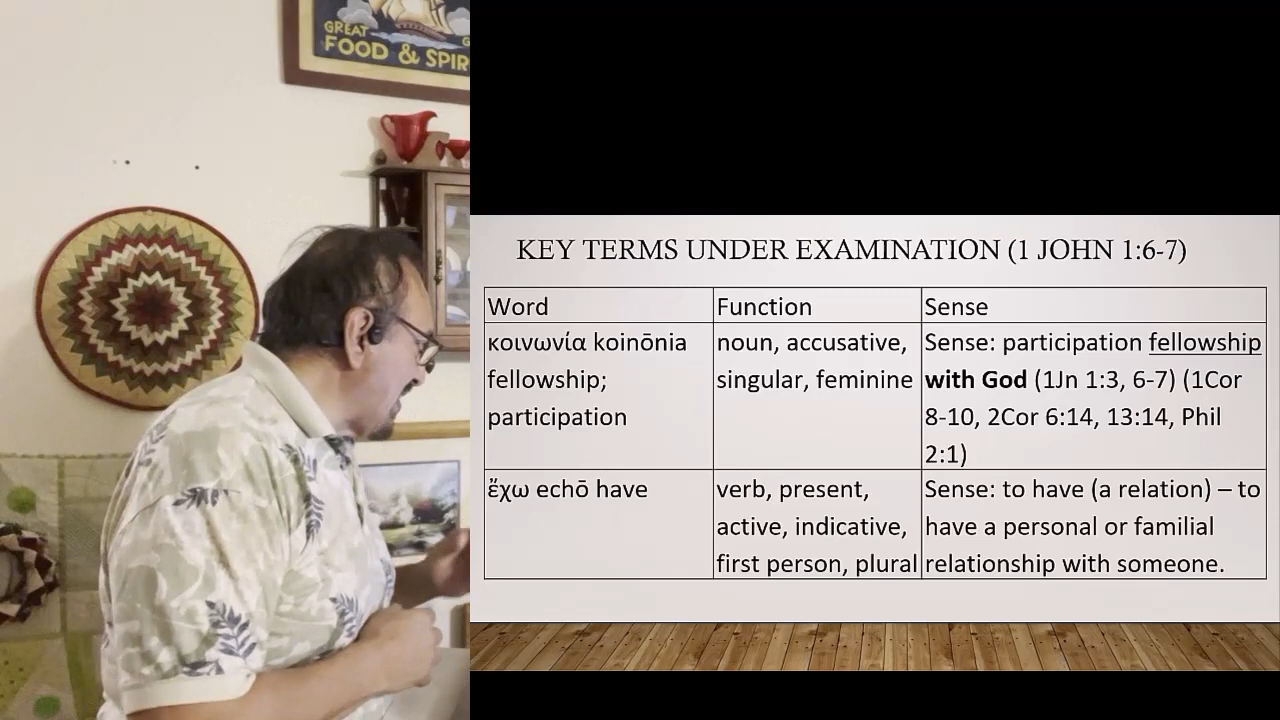 GREAT
FOOD & SPIR
KEY TERMS UNDER EXAMINATION (1 JOHN 1:6-7)
Word
Function
Sense
κοινωνία koinōnia
fellowship;
participation
noun, accusative,
singular, feminine
Sense: participation fellowship
with God (1Jn 1:3, 6-7) (1Cor
8-10, 2Cor 6:14, 13:14, Phil
2:1)
ἔχω echō have
verb, present,
active, indicative,
first person, plural
Sense: to have (a relation) – to
have a personal or familial
relationship with someone.